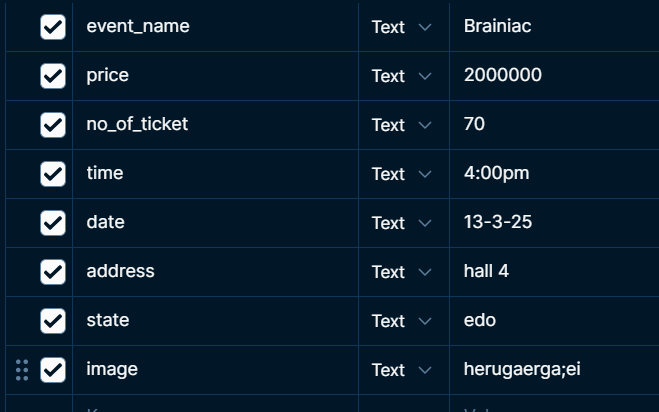 event_name Text Brainiac
price Text 2000000
no_of_ticket Text 70
time Text 4:00pm
date Text 13-3-25
address Text hall 4
state Text edo
image Text herugaerga;ei